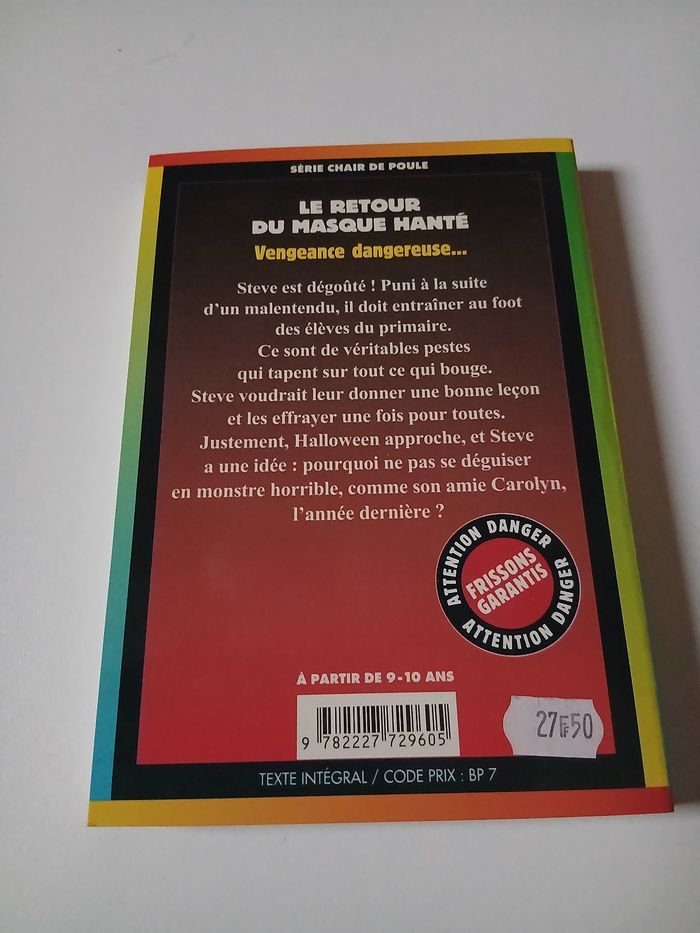 SÉRIE CHAIR DE POULE
LE RETOUR
DU MASQUE HANTÉ
Vengeance dangereuse...
Steve est dégoûté ! Puni à la suite
d'un malentendu, il doit entraîner au foot
des élèves du primaire.
Ce sont de véritables pestes
qui tapent sur tout ce qui bouge.
Steve voudrait leur donner une bonne leçon
et les effrayer une fois pour toutes.
Justement, Halloween approche, et Steve
a une idée : pourquoi ne pas se déguiser
en monstre horrible, comme son amie Carolyn,
l'année dernière ?
ATTENTION DANGER
FRISSONS
GARANTIS
ATTENTION DANGER
À PARTIR DE 9-10 ANS
9 782227 729605
27FF50
TEXTE INTÉGRAL / CODE PRIX : BP 7